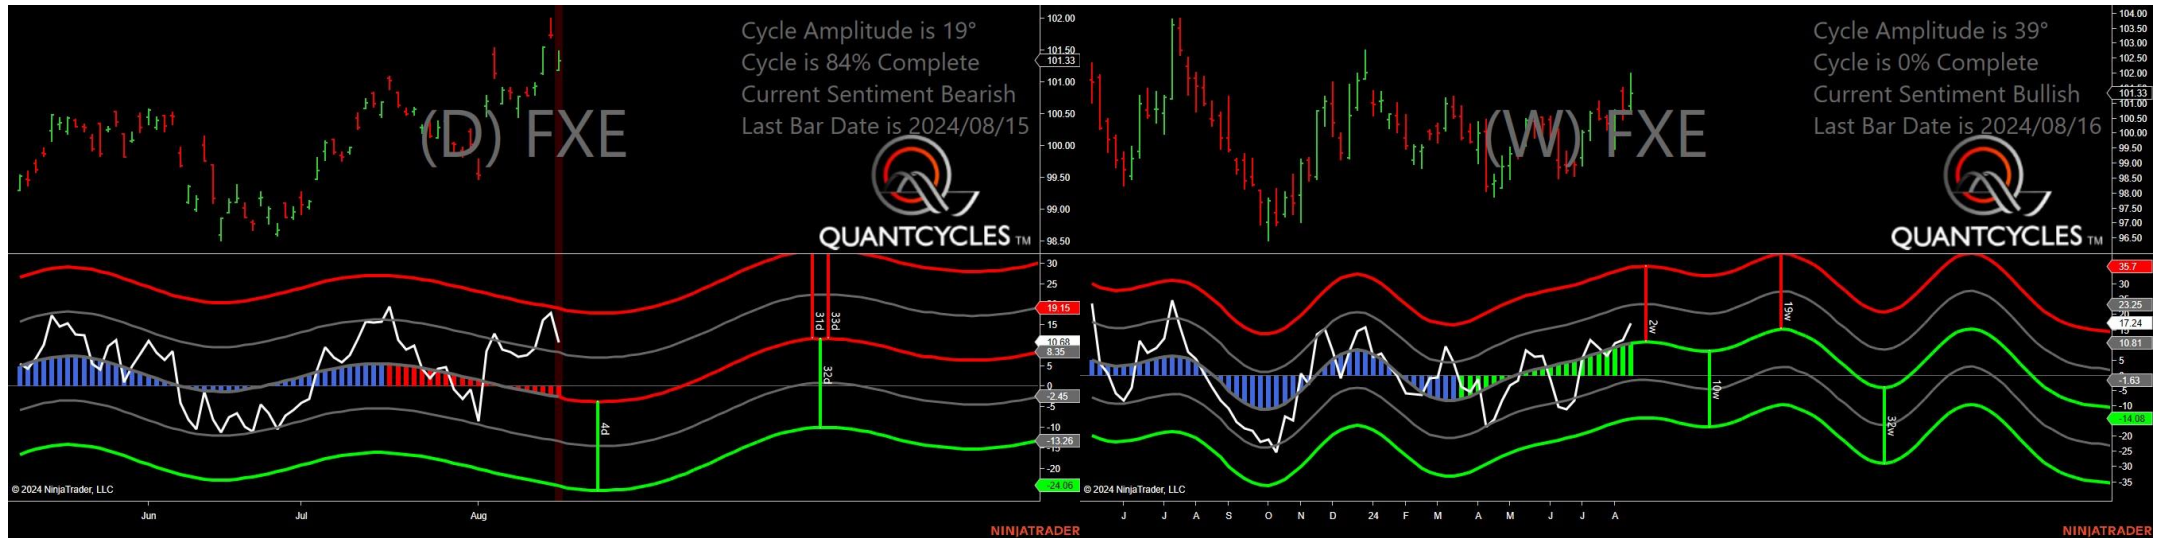 Cycle Amplitude is 19°
Cycle is 84% Complete
Current Sentiment Bearish
Last Bar Date is 2024/08/15
(D) FXE
QUANTCYCLES TM
102.00
101.50
101.33
101.00
100.50
100.00
99.50
99.00
98.50
30
25
20
19.15
15
10.68
8.35
5
0
-2.45
-5
-10
-13.26
-15
-20
-24.06
31d
33d
32d
4d
© 2024 NinjaTrader, LLC
Jun
Jul
Aug
NINJATRADER
Cycle Amplitude is 39°
Cycle is 0% Complete
Current Sentiment Bullish
Last Bar Date is 2024/08/16
(W) FXE
QUANTCYCLES TM
104.00
103.50
103.00
102.50
102.00
101.33
101.00
100.50
100.00
99.50
99.00
98.50
98.00
97.50
97.00
96.50
35.7
30
23.25
17.24
10.81
5
-1.63
-5
-10
-14.08
-20
-25
-30
-35
2w
19w
10w
32w
© 2024 NinjaTrader, LLC
J
J
A
S
O
N
D
24
F
M
A
M
J
J
A
NINJATRADER